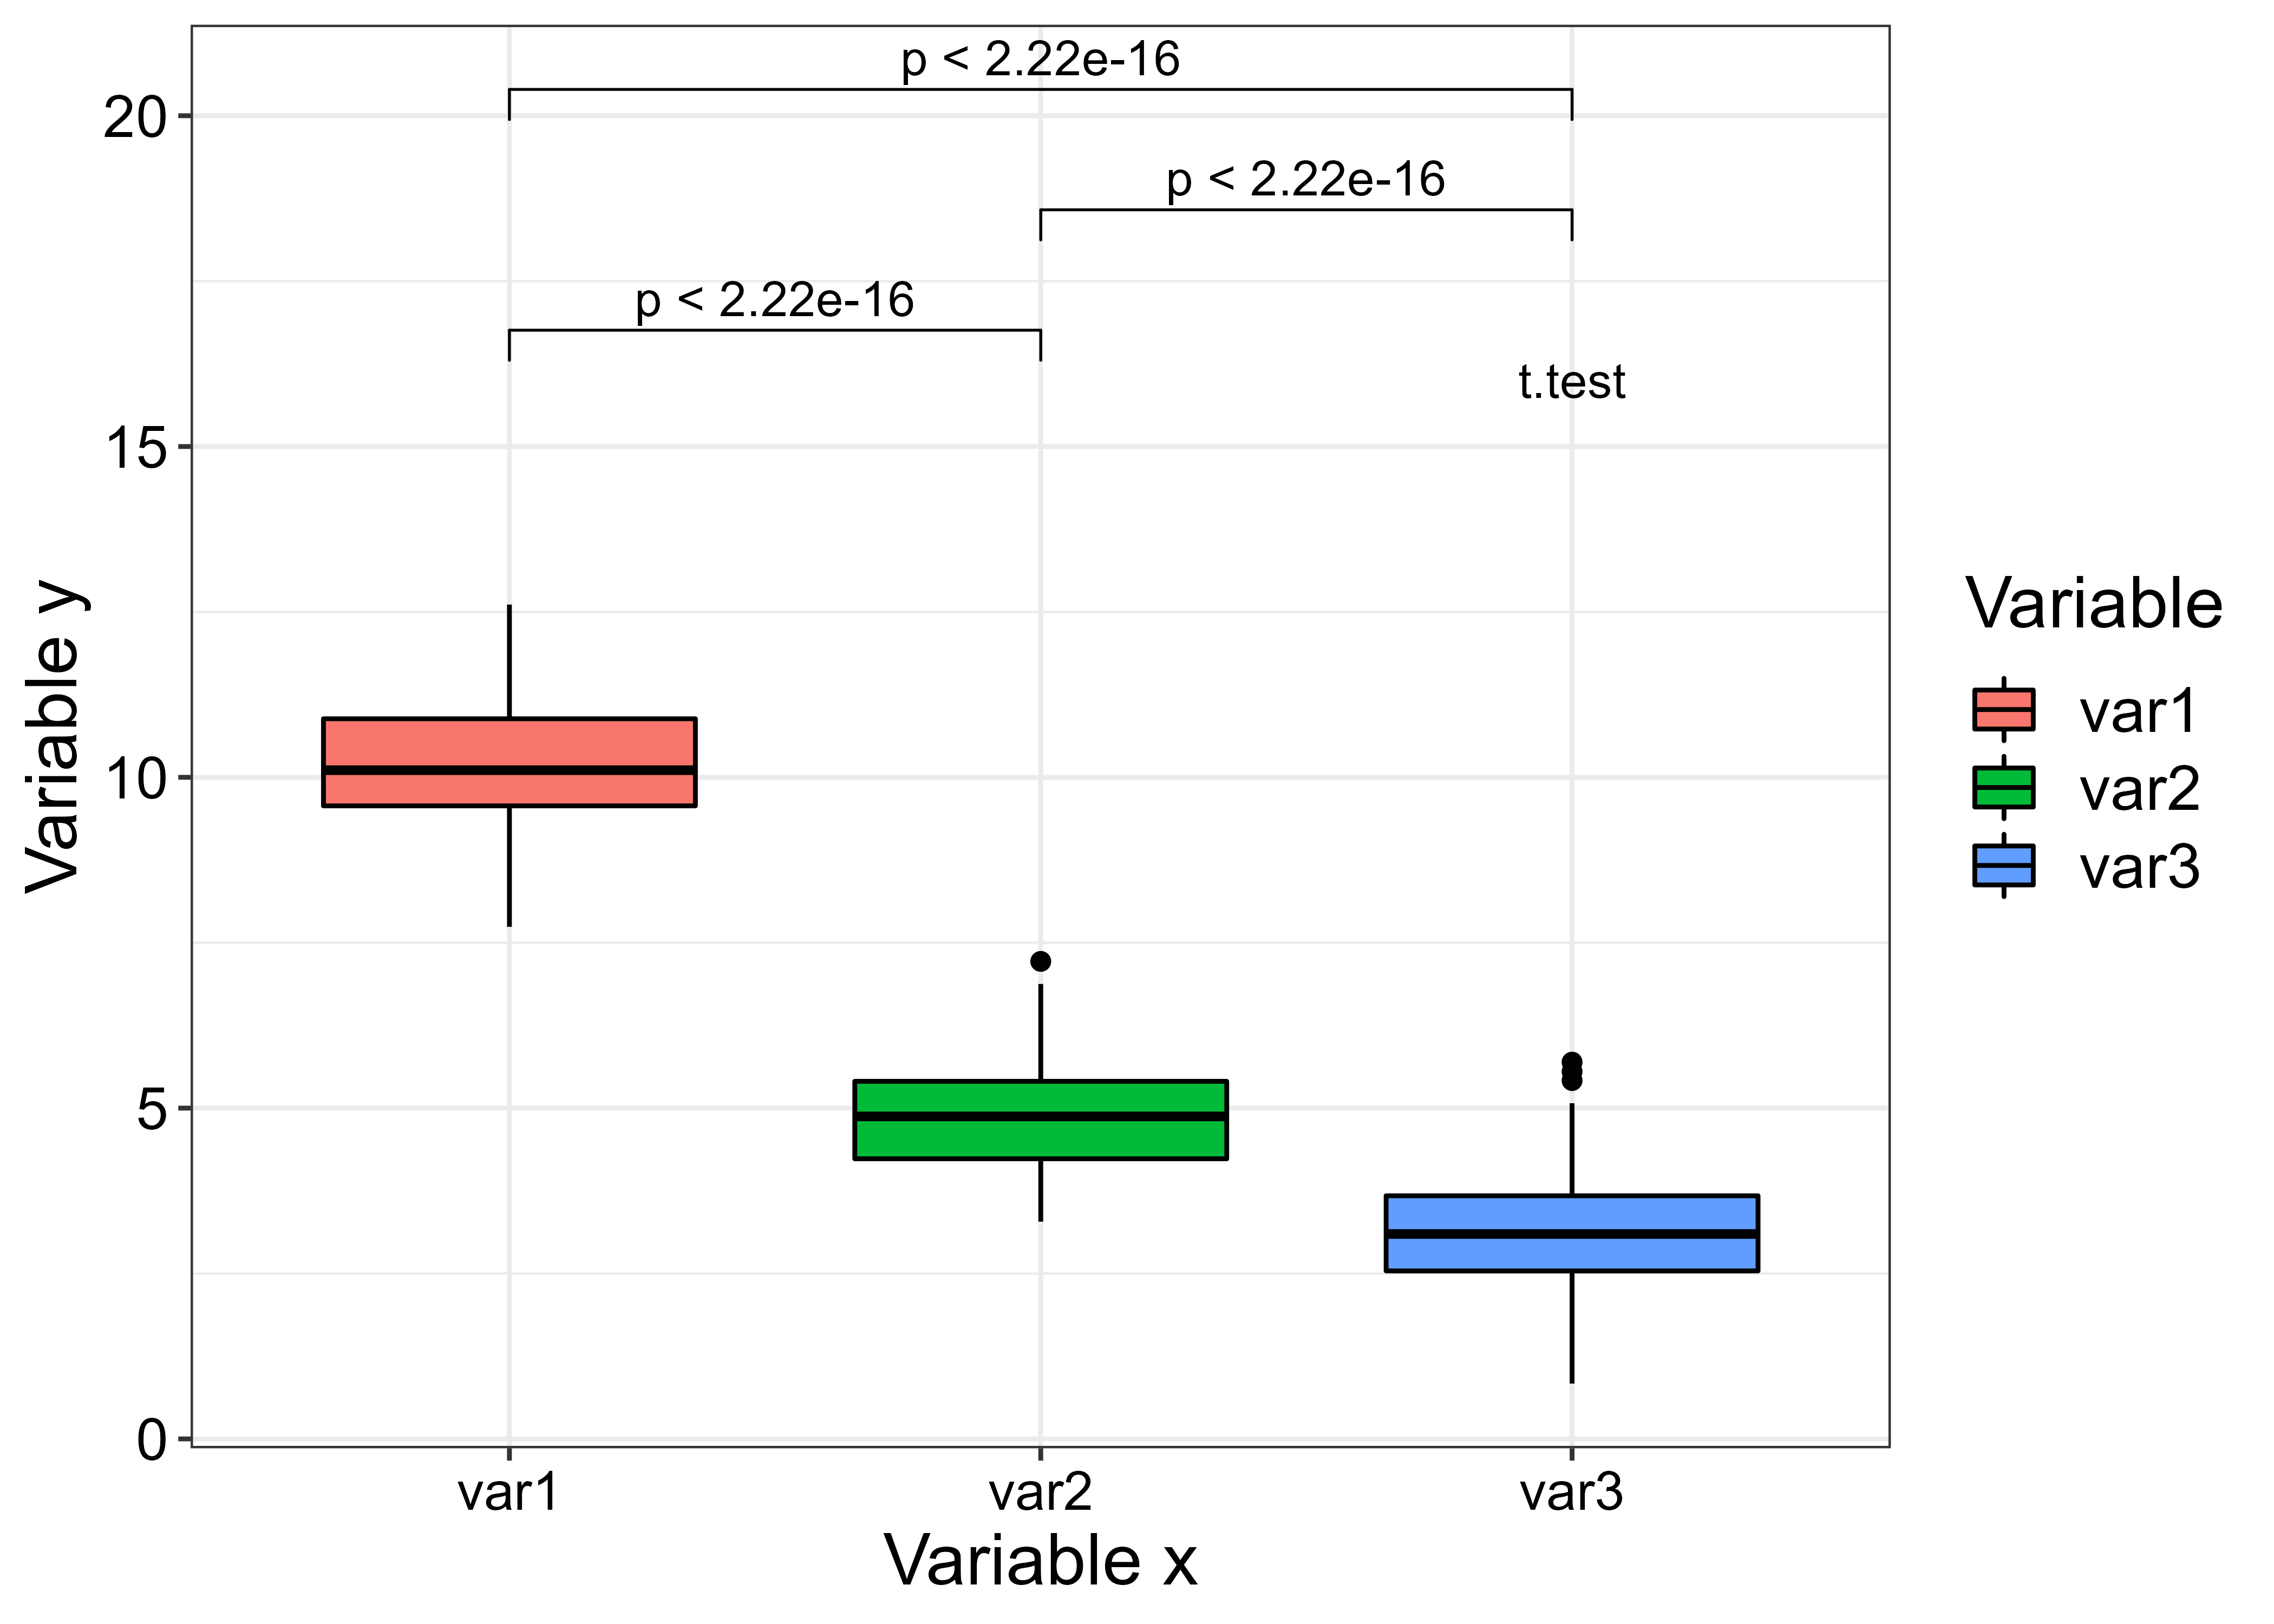 p < 2.22e-16
20
p < 2.22e-16
p < 2.22e-16
t.test
15
10
5
0
Variable y
var1
var2
var3
Variable x
Variable
var1
var2
var3